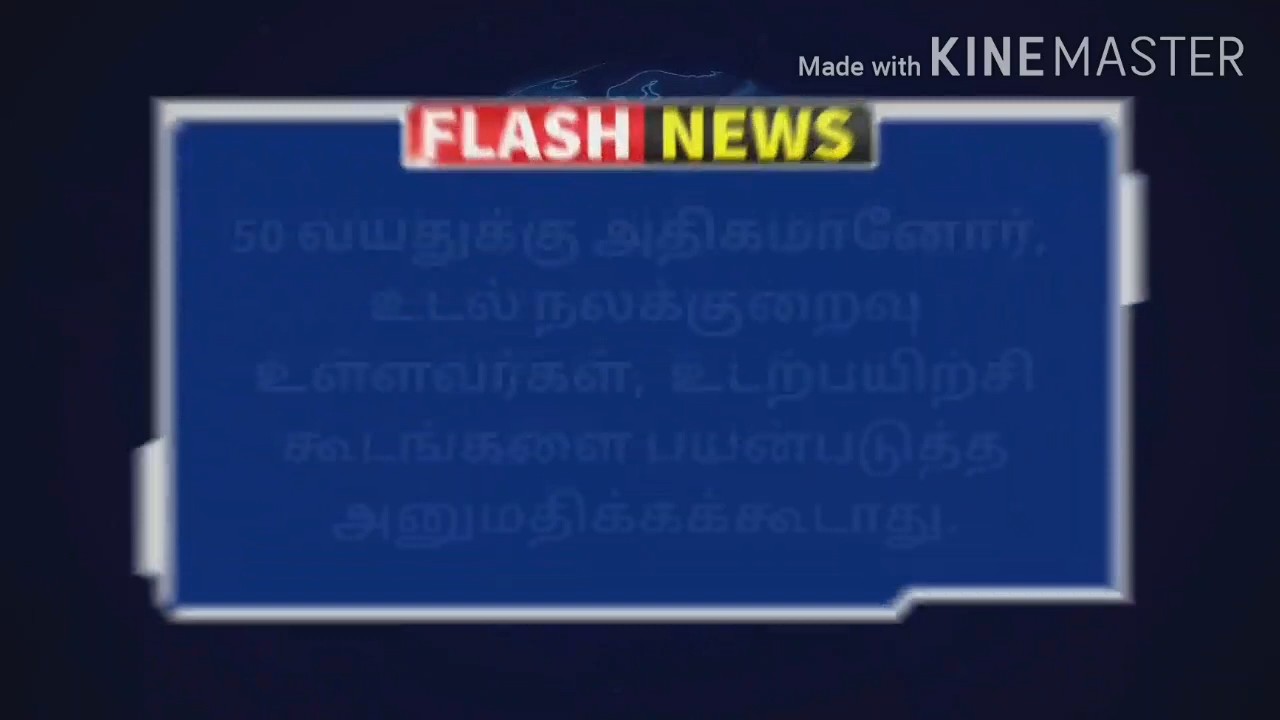 Made with KINEMASTER
FLASH NEWS
50 வயதுக்கு அதிகமானோர்,
உடல் நலக்குறைவு
உள்ளவர்கள், உடற்பயிற்சி
கூடங்களை பயன்படுத்த
அனுமதிக்கக்கூடாது.